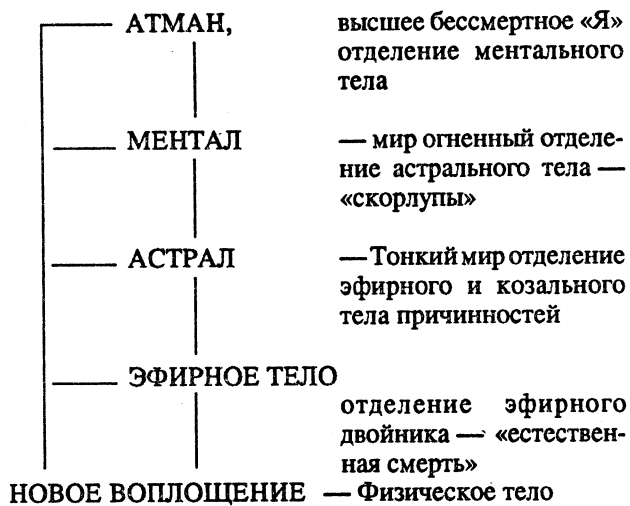 АТМАН, высшее бессмертное «Я»
отделение ментального
тела
МЕНТАЛ — мир огненный отделе-
ние астрального тела —
«скорлупы»
АСТРАЛ — Тонкий мир отделение
эфирного и козального
тела причинностей
ЭФИРНОЕ ТЕЛО
отделение эфирного
двойника — «естествен-
ная смерть»
НОВОЕ ВОПЛОЩЕНИЕ — Физическое тело